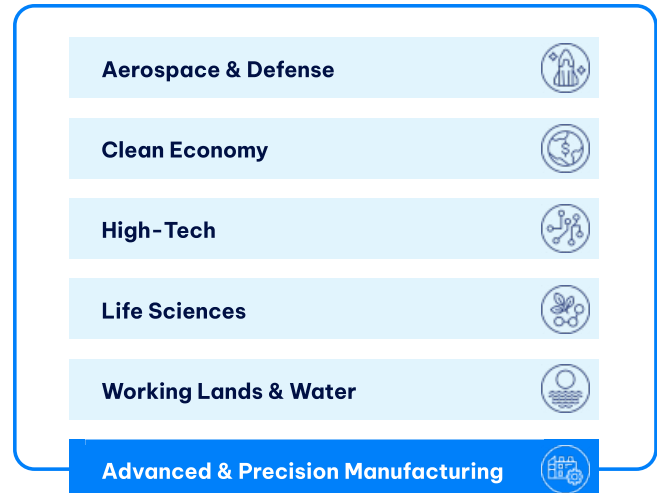 Aerospace & Defense
Clean Economy
High-Tech
Life Sciences
Working Lands & Water
Advanced & Precision Manufacturing